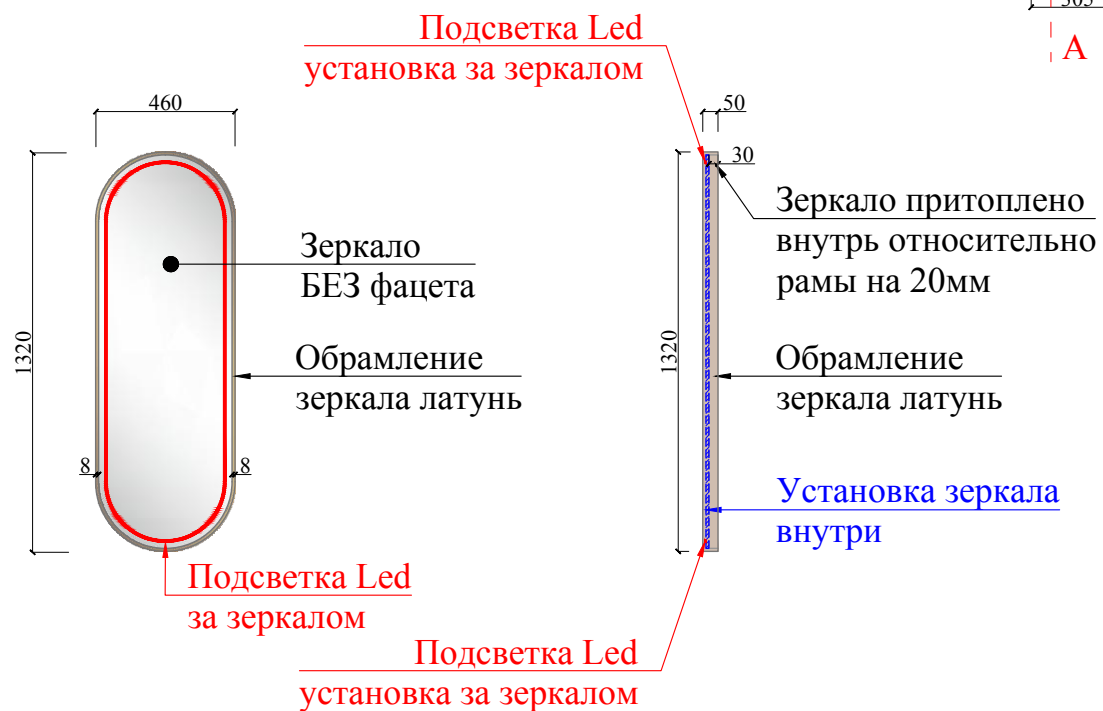 305
А
Подсветка Led
установка за зеркалом
460
50
30
Зеркало притоплено
внутрь относительно
рамы на 20мм
Зеркало
БЕЗ фацета
1320
1320
Обрамление
зеркала латунь
Обрамление
зеркала латунь
8
8
Установка зеркала
внутри
Подсветка Led
за зеркалом
Подсветка Led
установка за зеркалом